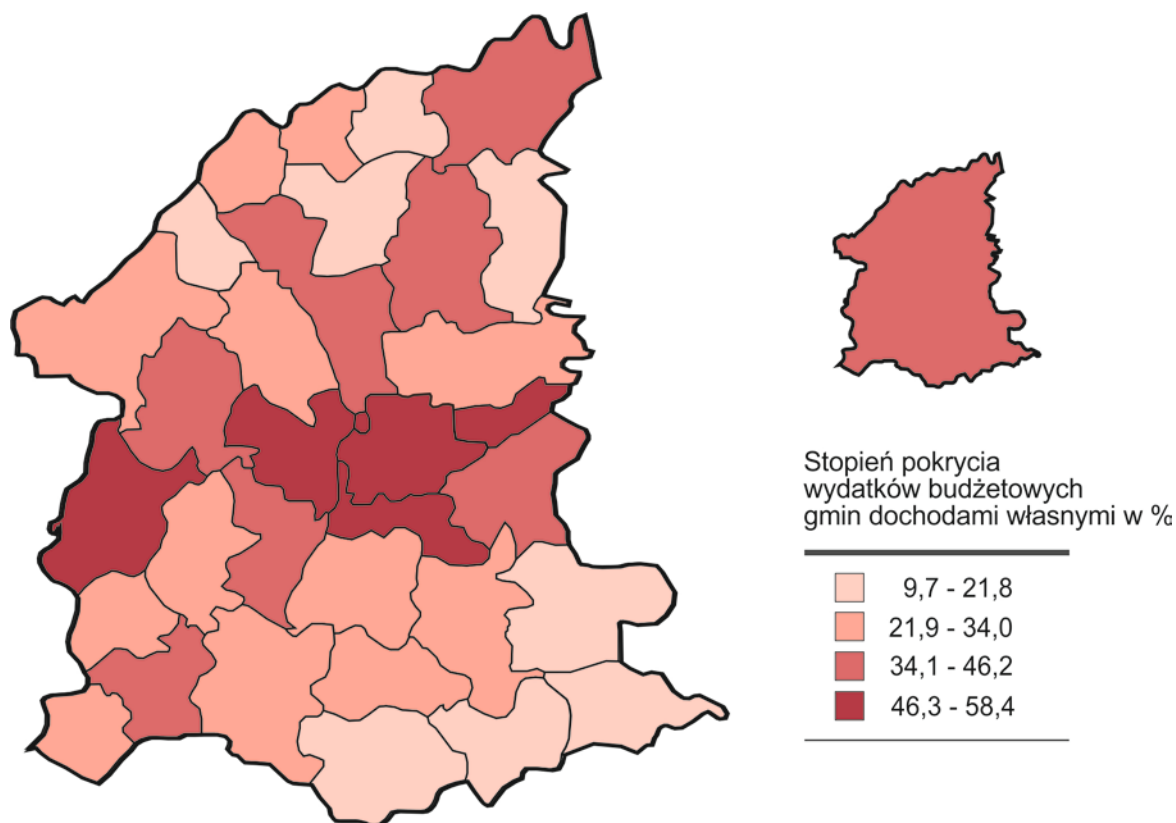 Stopień pokrycia
wydatków budżetowych
gmin dochodami własnymi w %
9,7 - 21,8
21,9 - 34,0
34,1 - 46,2
46,3 - 58,4